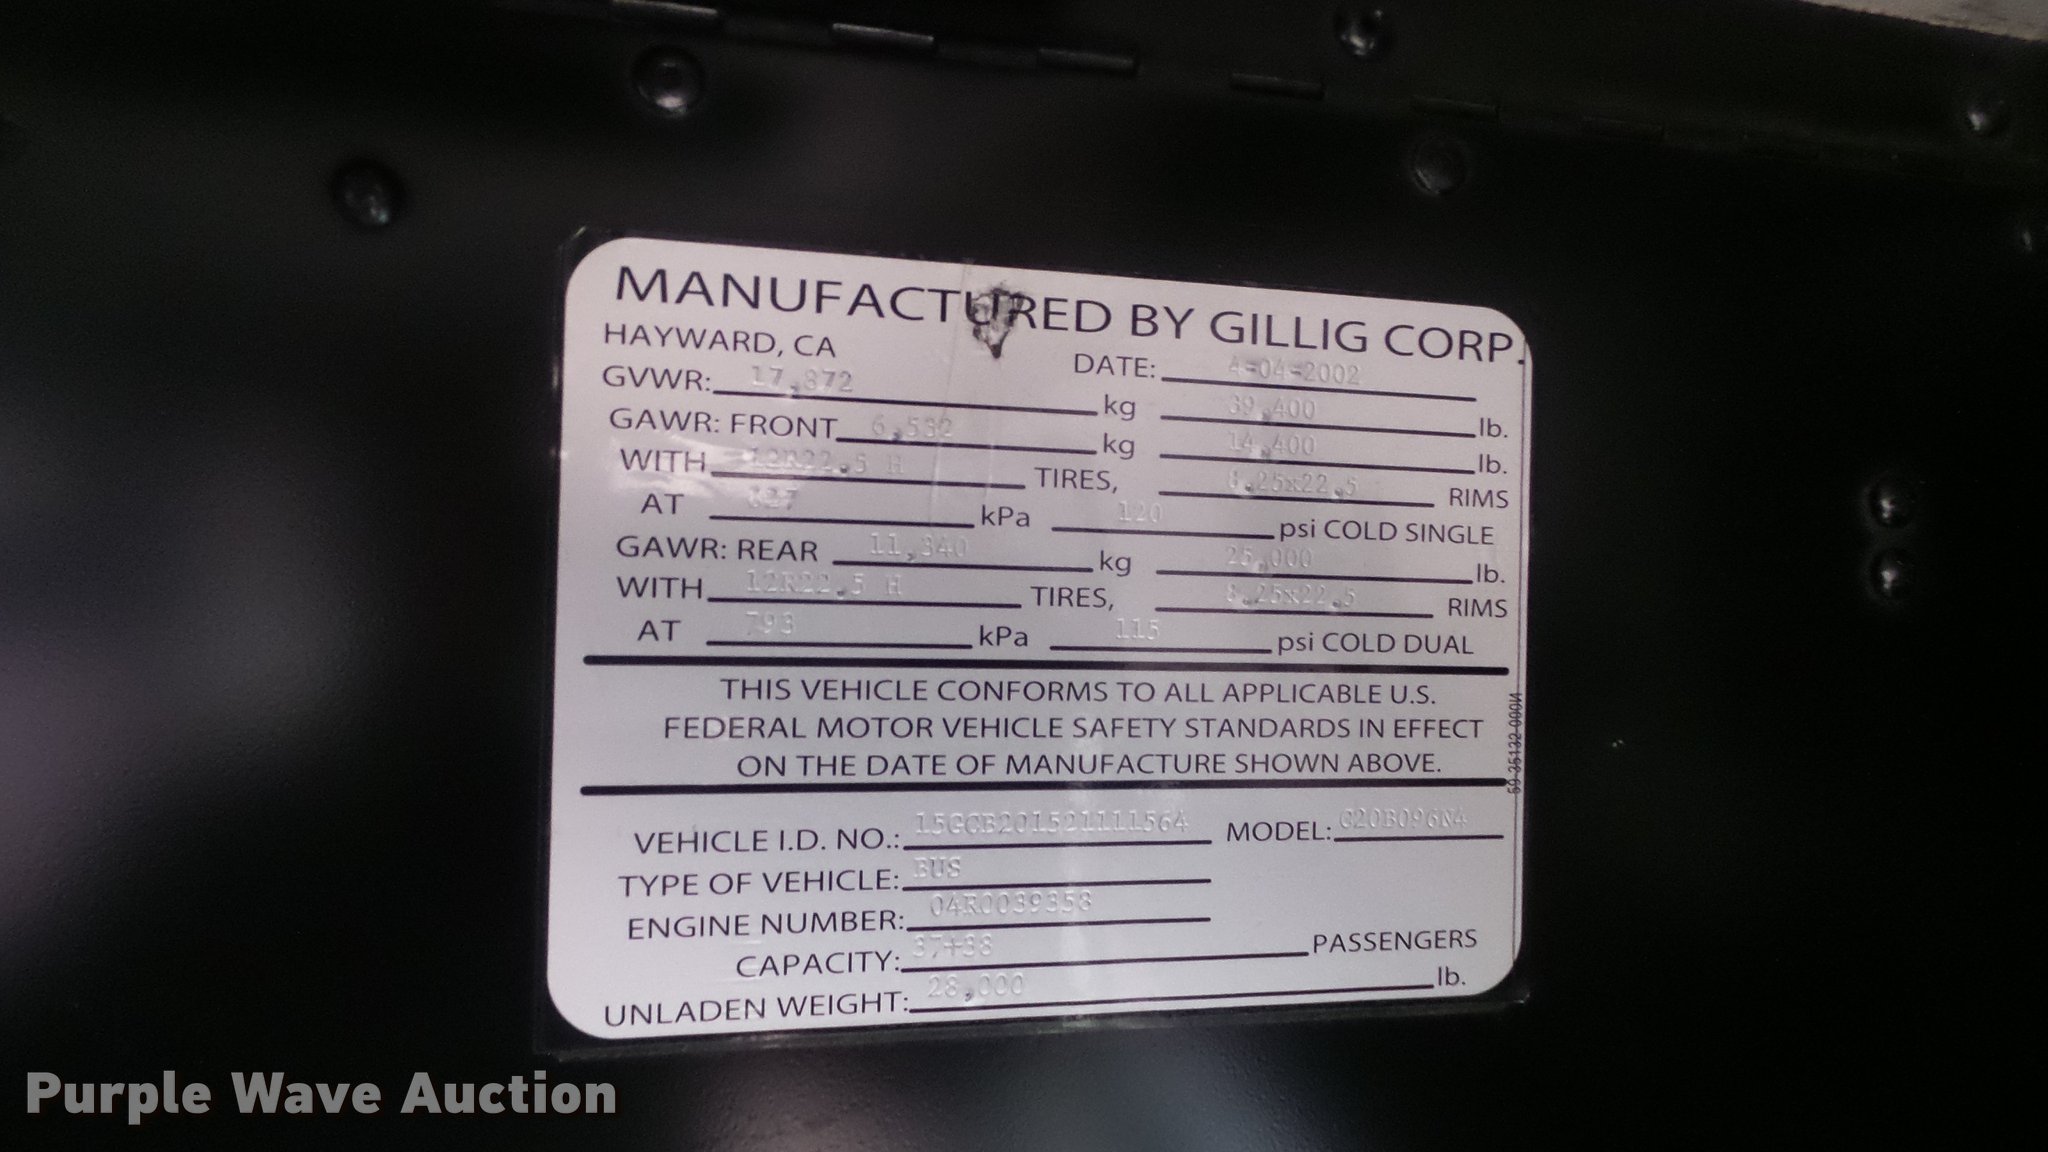 MANUFACTURED BY GILLIG CORP.
HAYWARD, CA DATE: 4-04-2002
GVWR: 17,872 kg 39,400 lb.
GAWR: FRONT 6,532 kg 14,400 lb.
WITH 12R22.5 H TIRES, 8.25x22.5 RIMS
AT 827 kPa 120 psi COLD SINGLE
GAWR: REAR 11,340 kg 25,000 lb.
WITH 12R22.5 H TIRES, 8.25x22.5 RIMS
AT 793 kPa 115 psi COLD DUAL
THIS VEHICLE CONFORMS TO ALL APPLICABLE U.S.
FEDERAL MOTOR VEHICLE SAFETY STANDARDS IN EFFECT
ON THE DATE OF MANUFACTURE SHOWN ABOVE.
VEHICLE I.D. NO.: 15GCB201521111564 MODEL: G20B096N4
TYPE OF VEHICLE: BUS
ENGINE NUMBER: 04R0039358
CAPACITY: 37+38 PASSENGERS
UNLADEN WEIGHT: 28,000 lb.
Purple Wave Auction